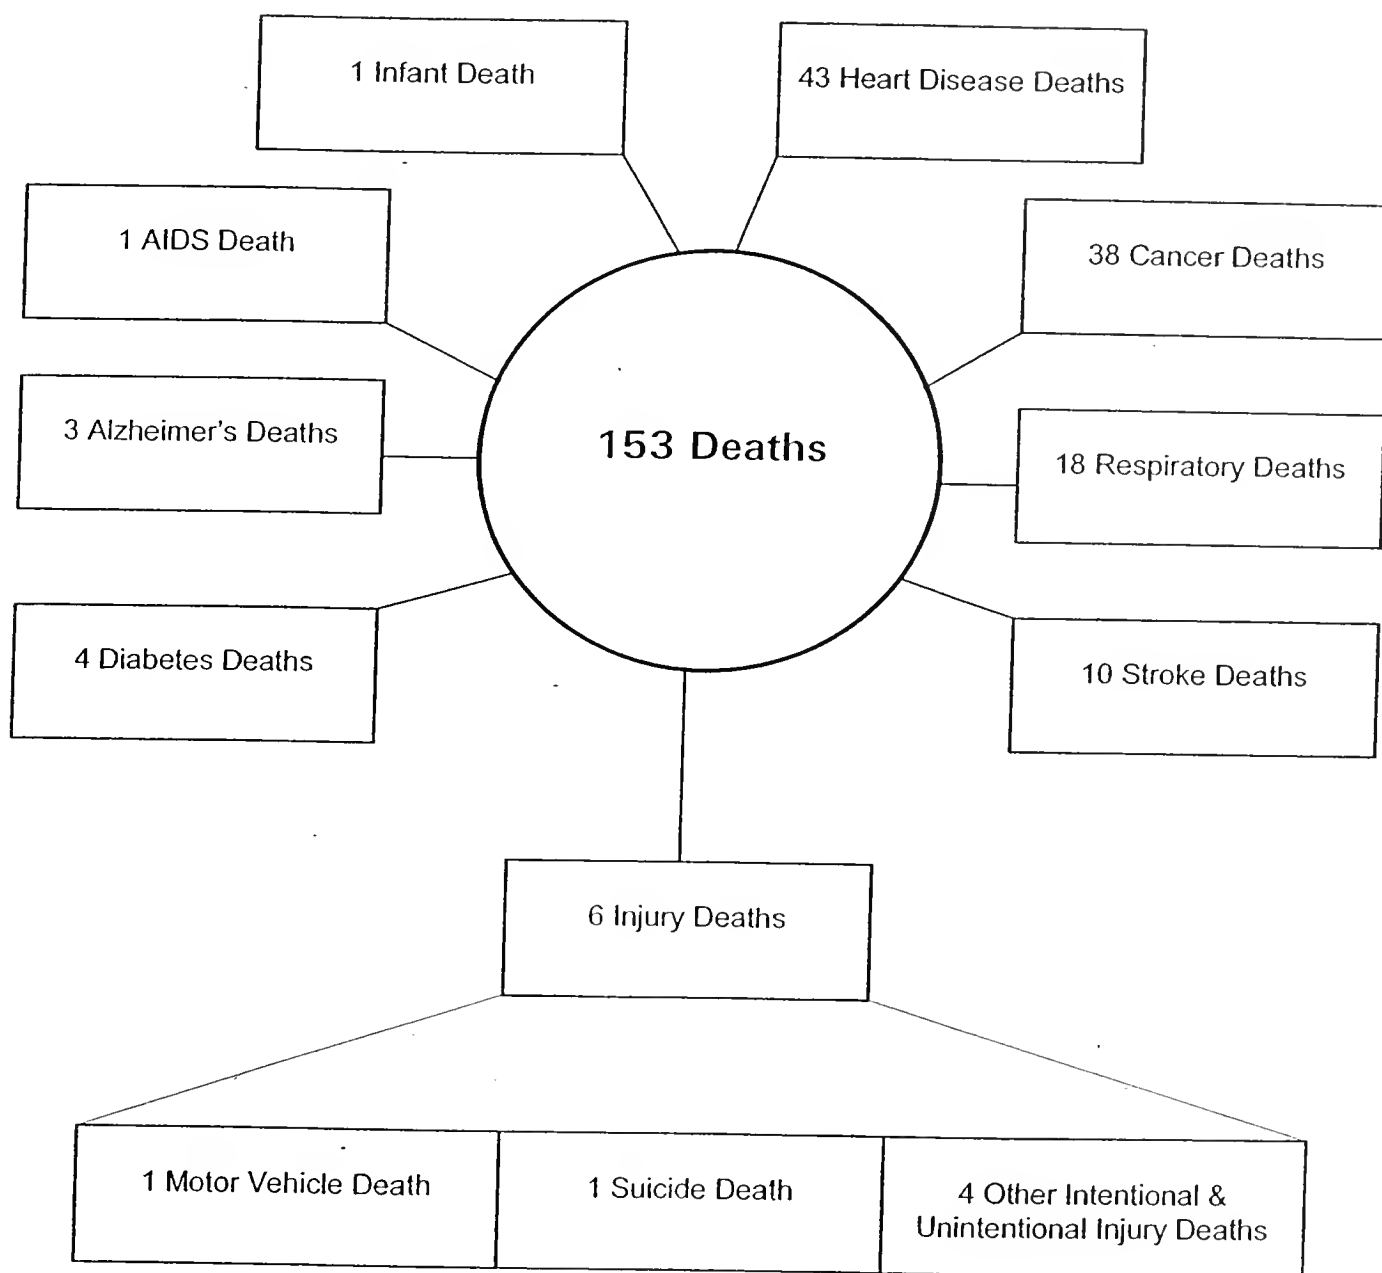 1 Infant Death
43 Heart Disease Deaths
1 AIDS Death
38 Cancer Deaths
3 Alzheimer's Deaths
153 Deaths
18 Respiratory Deaths
4 Diabetes Deaths
10 Stroke Deaths
6 Injury Deaths
1 Motor Vehicle Death
1 Suicide Death
4 Other Intentional &
Unintentional Injury Deaths